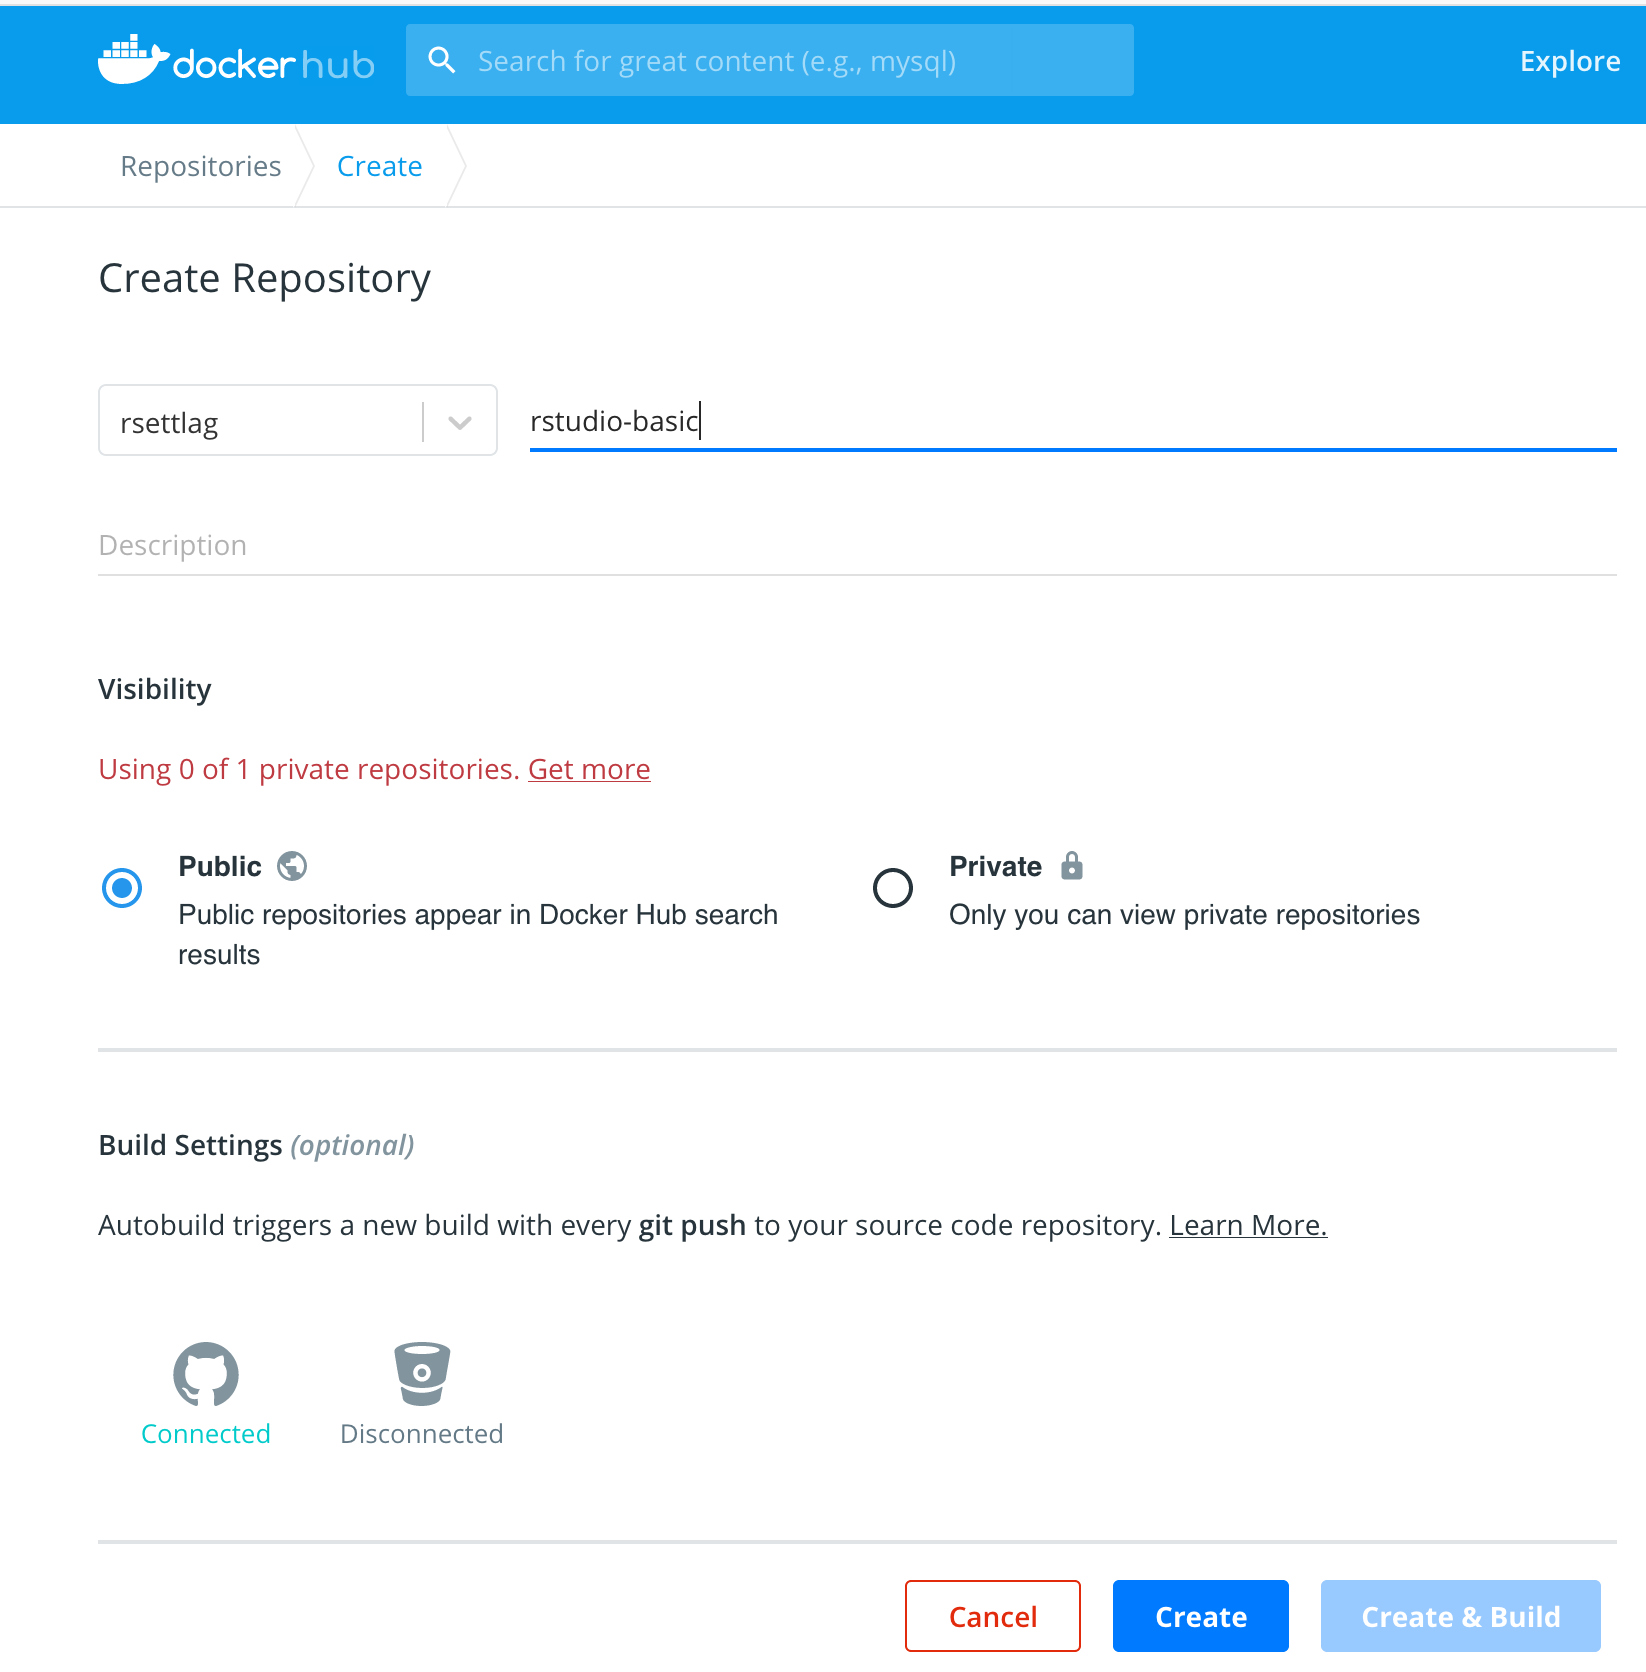 docker hub
Search for great content (e.g., mysql)
Explore
Repositories
Create
Create Repository
rsettlag
rstudio-basic
Description
Visibility
Using 0 of 1 private repositories. Get more
Public
Public repositories appear in Docker Hub search
results
Private
Only you can view private repositories
Build Settings (optional)
Autobuild triggers a new build with every git push to your source code repository. Learn More.
Connected
Disconnected
Cancel
Create
Create & Build